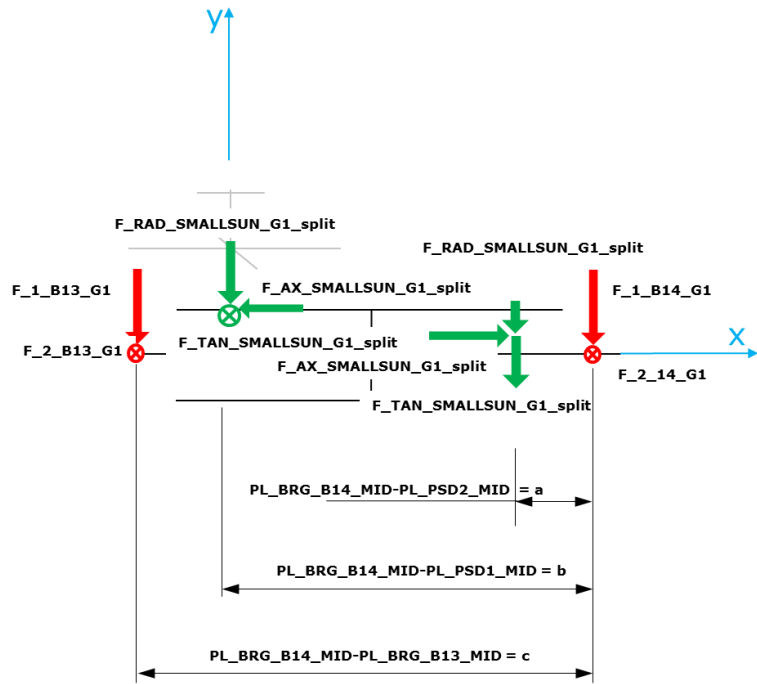 y
F_RAD_SMALLSUN_G1_split
F_RAD_SMALLSUN_G1_split
F_1_B13_G1
F_AX_SMALLSUN_G1_split
F_1_B14_G1
F_TAN_SMALLSUN_G1_split
x
F_2_B13_G1
F_AX_SMALLSUN_G1_split
F_2_14_G1
F_TAN_SMALLSUN_G1_split
PL_BRG_B14_MID-PL_PSD2_MID = a
PL_BRG_B14_MID-PL_PSD1_MID = b
PL_BRG_B14_MID-PL_BRG_B13_MID = c